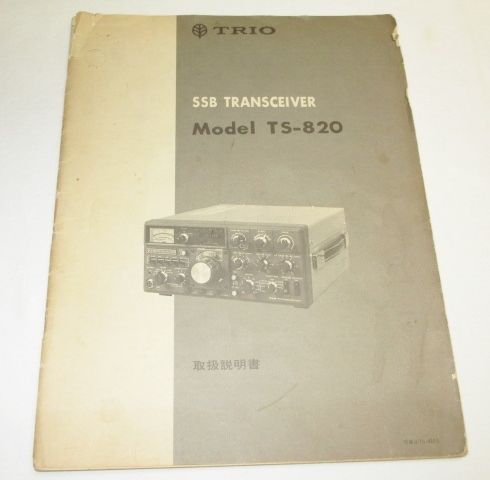 TRIO
SSB TRANSCEIVER
Model TS-820
取扱説明書